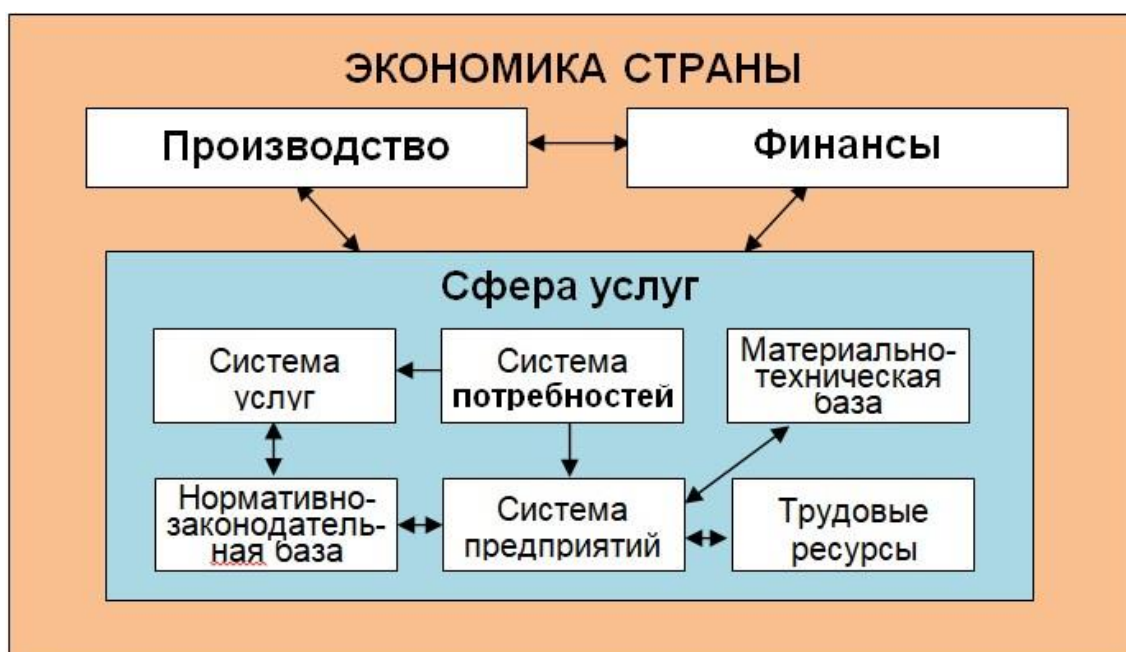 ЭКОНОМИКА СТРАНЫ
Производство
Финансы
Сфера услуг
Система
услуг
Система
потребностей
Материально-
техническая
база
Нормативно-
законодатель-
ная база
Система
предприятий
Трудовые
ресурсы